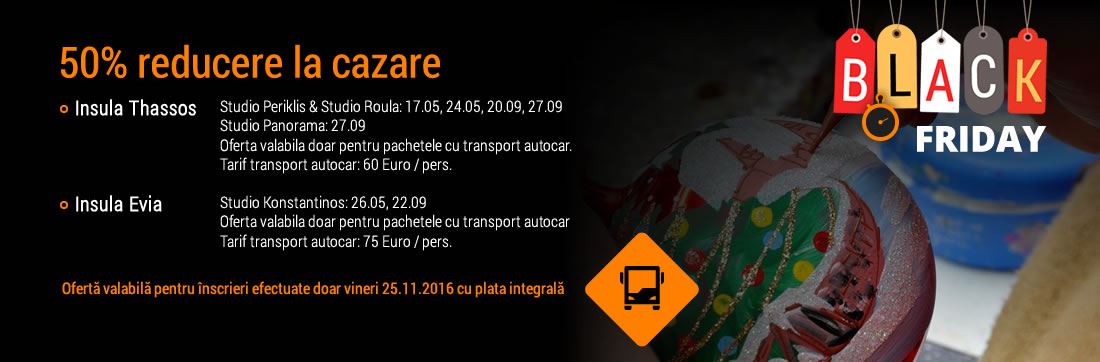 50% reducere la cazare
Insula Thassos
Studio Periklis & Studio Roula: 17.05, 24.05, 20.09, 27.09
Studio Panorama: 27.09
Oferta valabila doar pentru pachetele cu transport autocar.
Tarif transport autocar: 60 Euro / pers.
Insula Evia
Studio Konstantinos: 26.05, 22.09
Oferta valabila doar pentru pachetele cu transport autocar
Tarif transport autocar: 75 Euro / pers.
Ofertă valabilă pentru înscrieri efectuate doar vineri 25.11.2016 cu plata integrală
BLACK
FRIDAY